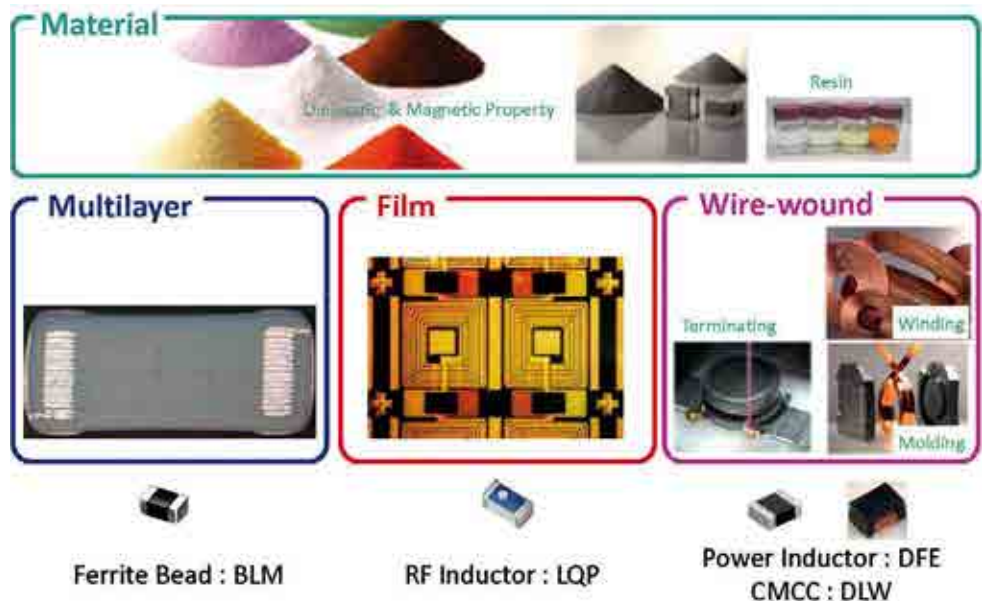 Material
Dielectric & Magnetic Property
Resin
Multilayer
Film
Wire-wound
Terminating
Winding
Molding
Ferrite Bead : BLM
RF Inductor : LQP
Power Inductor : DFE
CMCC : DLW